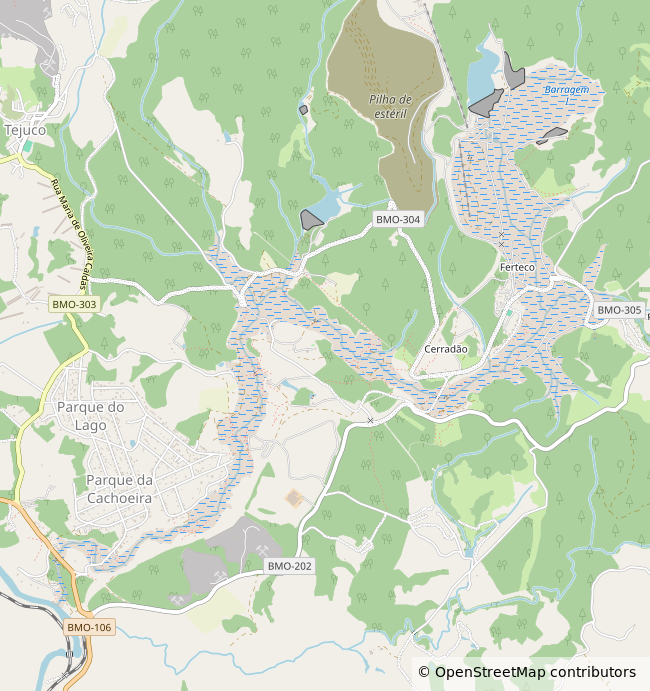 Barragem
I
Pilha de
estéril
Tejuco
Rua Maria de Oliveira Caldas
BMO-304
Ferteco
BMO-303
BMO-305
Cerradão
Parque do
Lago
Parque da
Cachoeira
BMO-202
BMO-106
© OpenStreetMap contributors